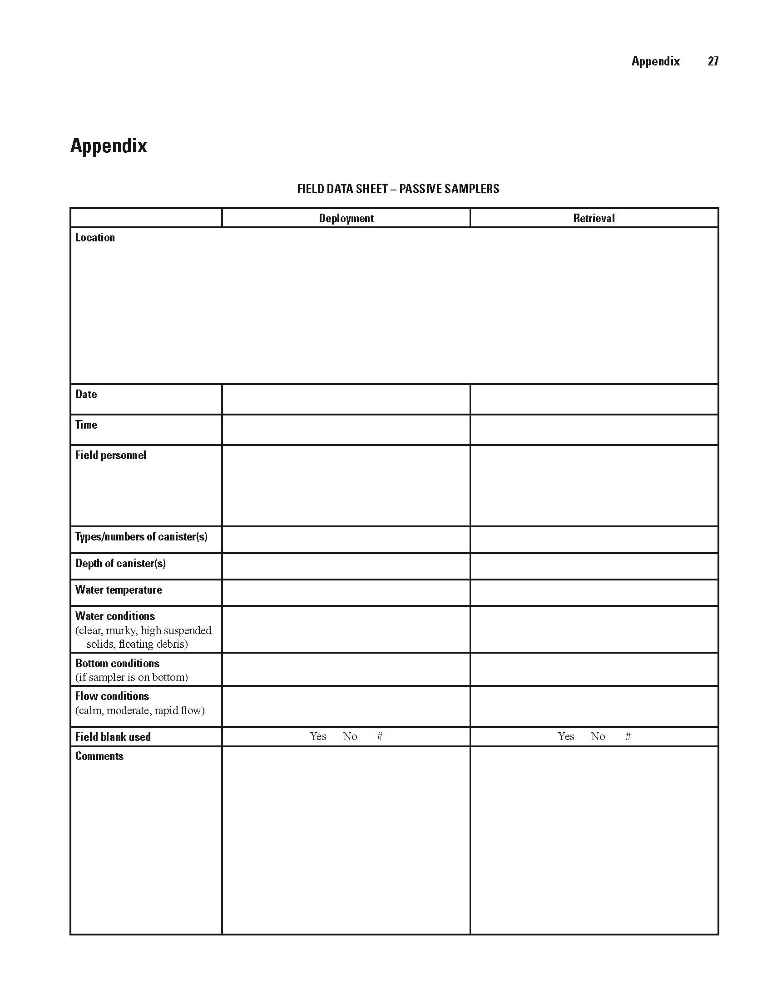 Appendix 27
Appendix
FIELD DATA SHEET – PASSIVE SAMPLERS
Deployment Retrieval
Location
Date
Time
Field personnel
Types/numbers of canister(s)
Depth of canister(s)
Water temperature
Water conditions
(clear, murky, high suspended
solids, floating debris)
Bottom conditions
(if sampler is on bottom)
Flow conditions
(calm, moderate, rapid flow)
Field blank used Yes No # Yes No #
Comments